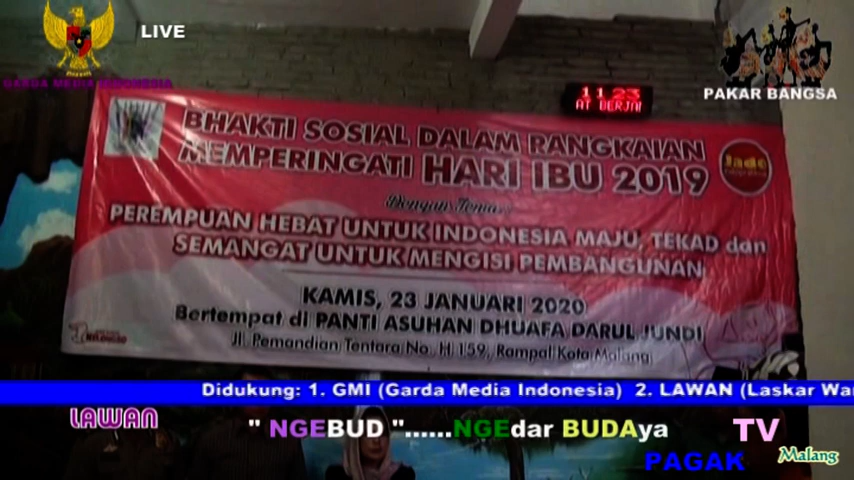 LIVE
GARDA MEDIA INDONESIA
PAKAR BANGSA
11 23
BHAKTI SOSIAL DALAM RANGKAIAN
MEMPERINGATI HARI IBU 2019
Jado
Dengan Tema:
PEREMPUAN HEBAT UNTUK INDONESIA MAJU, TEKAD dan
SEMANGAT UNTUK MENGISI PEMBANGUNAN
KAMIS, 23 JANUARI 2020
Bertempat di PANTI ASUHAN DHUAFA DARUL JUNDI
Jl. Pemandian Tentara No. H 159, Rampal Kota Malang
Didukung: 1. GMI (Garda Media Indonesia) 2. LAWAN (Laskar War
LAWAN
" NGEBUD "......NGEdar BUDAya
TV
PAGAK
Malang